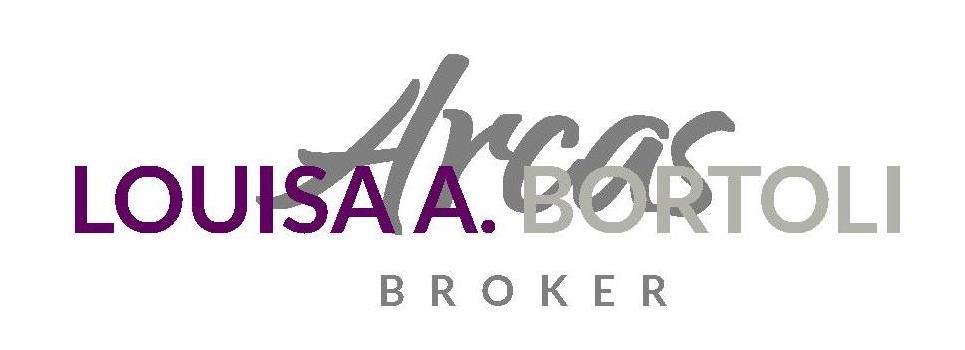 Arcas
LOUISA A. BORTOLI
BROKER